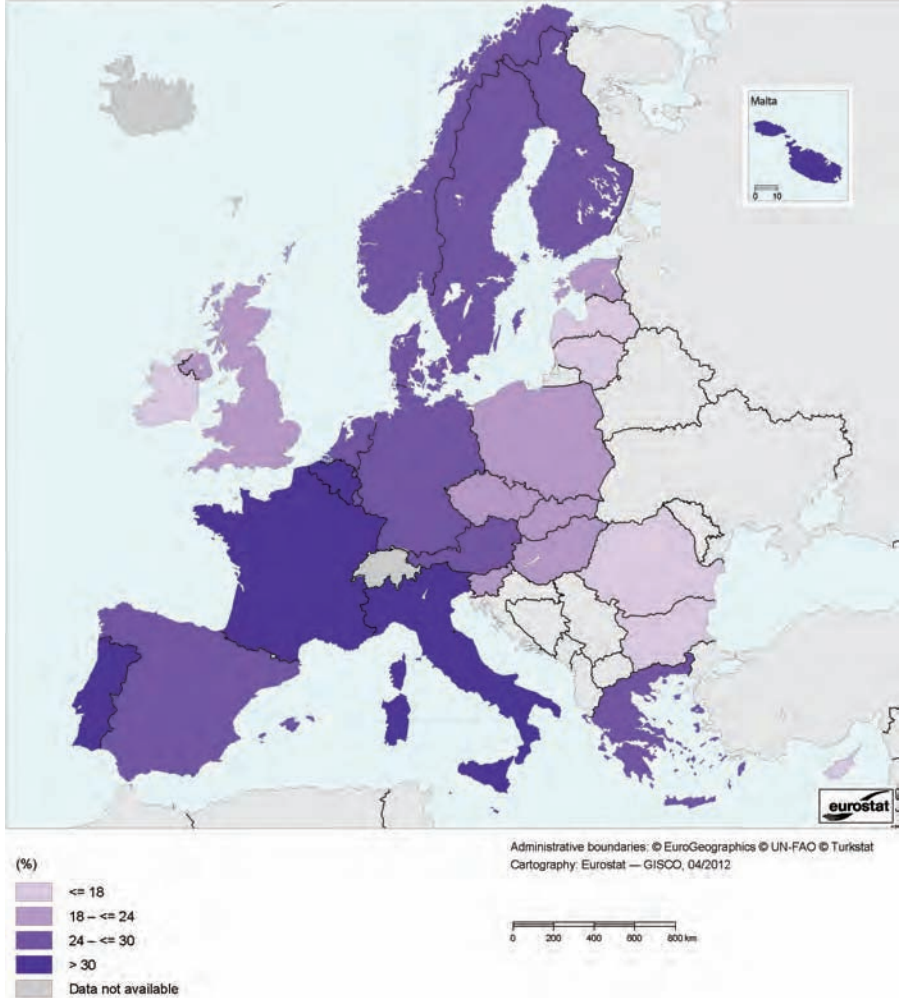 Malta
0 10
eurostat
Administrative boundaries: © EuroGeographics © UN-FAO © Turkstat
Cartography: Eurostat — GISCO, 04/2012
(%)
<= 18
18 – <= 24
24 – <= 30
> 30
Data not available
0 200 400 600 800 km